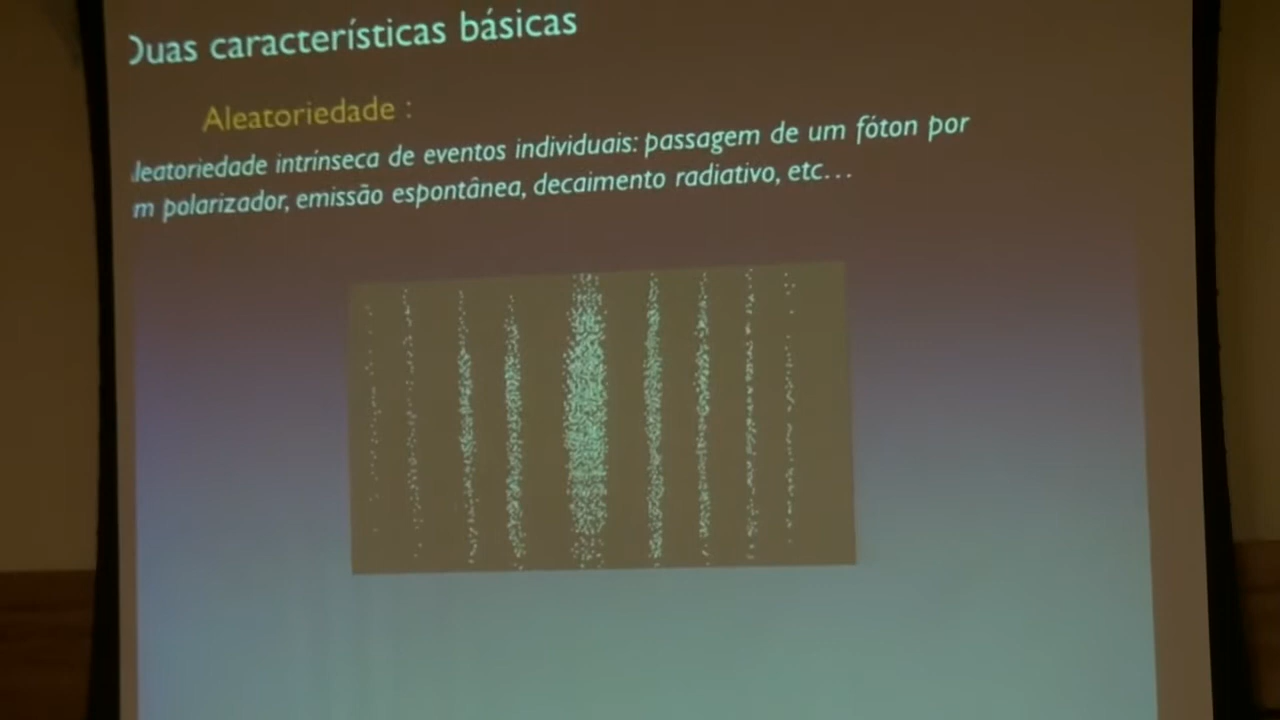 Duas características básicas
Aleatoriedade :
leatoriedade intrínseca de eventos individuais: passagem de um fóton por
m polarizador, emissão espontânea, decaimento radiativo, etc…